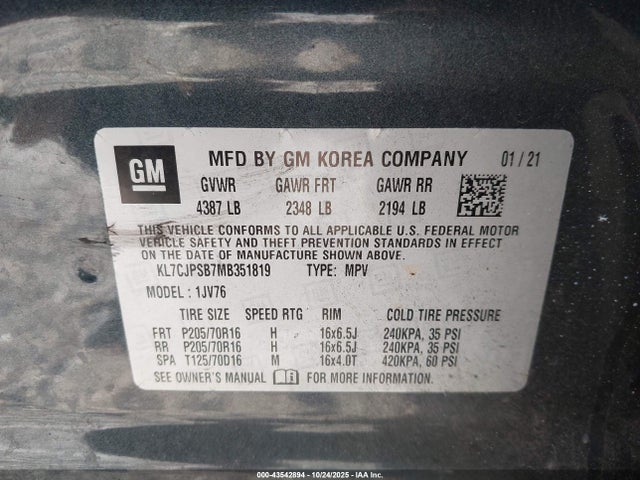 GM MFD BY GM KOREA COMPANY 01 / 21
GVWR GAWR FRT GAWR RR
4387 LB 2348 LB 2194 LB
THIS VEHICLE CONFORMS TO ALL APPLICABLE U.S. FEDERAL MOTOR
VEHICLE SAFETY AND THEFT PREVENTION STANDARDS IN EFFECT
ON THE DATE OF MANUFACTURE SHOWN ABOVE.
KL7CJPSB7MB351819 TYPE: MPV
MODEL : 1JV76
TIRE SIZE SPEED RTG RIM COLD TIRE PRESSURE
FRT P205/70R16 H 16x6.5J 240KPA, 35 PSI
RR P205/70R16 H 16x6.5J 240KPA, 35 PSI
SPA T125/70D16 M 16x4.0T 420KPA, 60 PSI
SEE OWNER'S MANUAL FOR MORE INFORMATION.
000-43542894 - 10/24/2025 - IAA Inc.